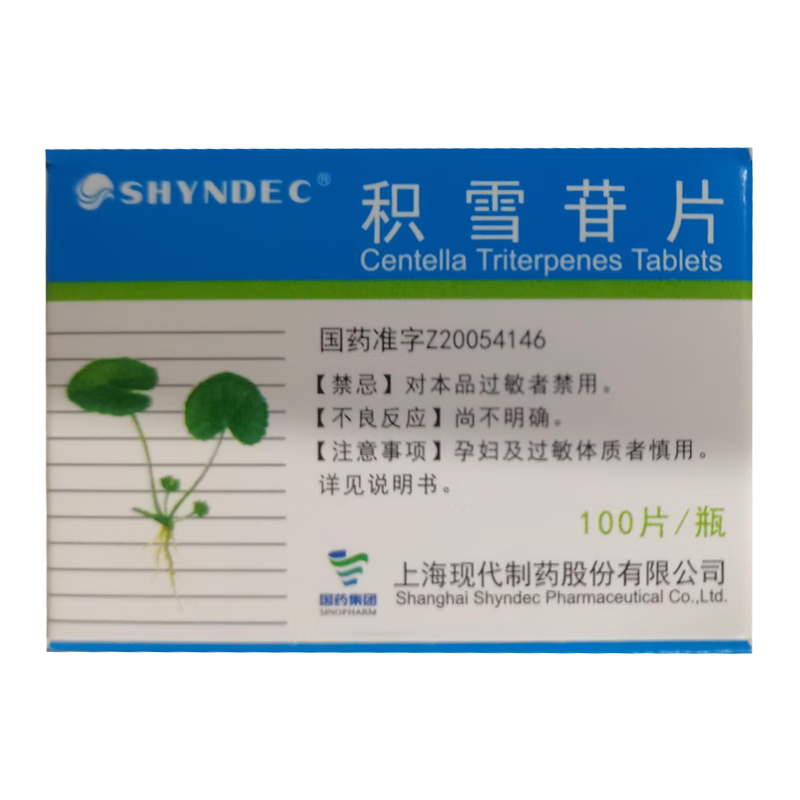 SHYNDEC®
积雪苷片
Centella Triterpenes Tablets
国药准字Z20054146
【禁忌】对本品过敏者禁用。
【不良反应】尚不明确。
【注意事项】孕妇及过敏体质者慎用。
详见说明书。
100片/瓶
国药集团
SINOPHARM
上海现代制药股份有限公司
Shanghai Shyndec Pharmaceutical Co.,Ltd.